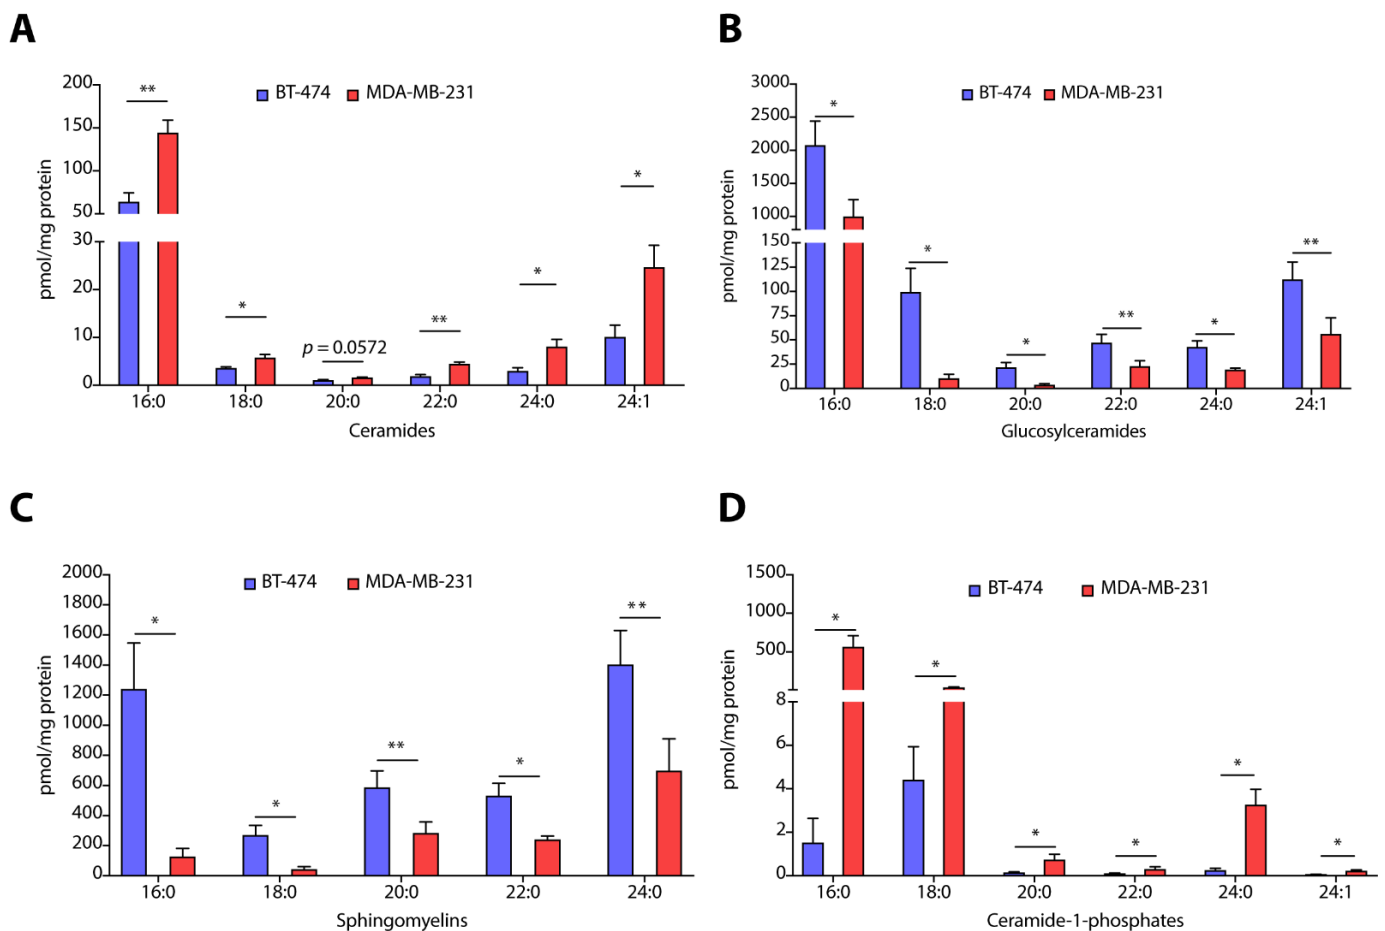 A
BT-474 MDA-MB-231
pmol/mg protein
200
150
100
50
30
20
10
0
**
*
p = 0.0572
**
*
*
16:0 18:0 20:0 22:0 24:0 24:1
Ceramides
B
BT-474 MDA-MB-231
pmol/mg protein
3000
2500
2000
1500
1000
150
125
100
75
50
25
0
*
*
*
**
*
**
16:0 18:0 20:0 22:0 24:0 24:1
Glucosylceramides
C
BT-474 MDA-MB-231
pmol/mg protein
2000
1800
1600
1400
1200
1000
800
600
400
200
0
*
*
**
*
**
16:0 18:0 20:0 22:0 24:0
Sphingomyelins
D
BT-474 MDA-MB-231
pmol/mg protein
1500
1000
500
8
6
4
2
0
*
*
*
*
*
*
16:0 18:0 20:0 22:0 24:0 24:1
Ceramide-1-phosphates